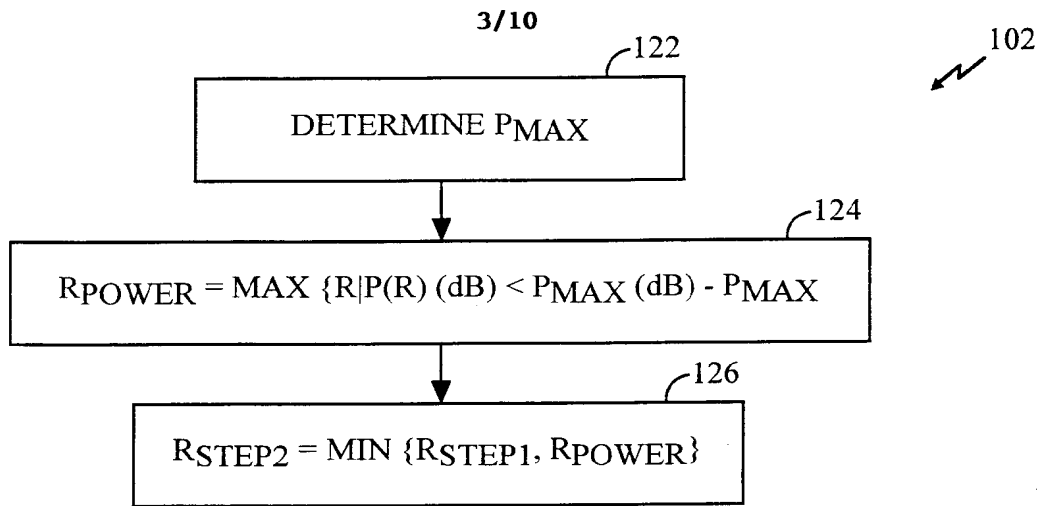 3/10
122
102
DETERMINE PMAX
124
RPOWER = MAX {R|P(R) (dB) < PMAX (dB) - PMAX
126
RSTEP2 = MIN {RSTEP1, RPOWER}